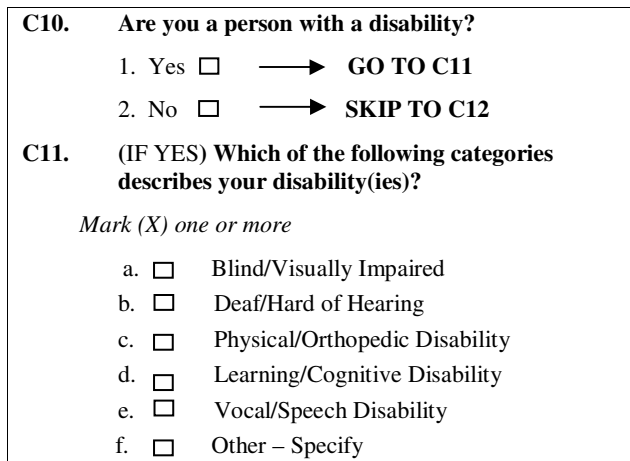 C10. Are you a person with a disability?
1. Yes ☐ ⟶ GO TO C11
2. No ☐ ⟶ SKIP TO C12
C11. (IF YES) Which of the following categories
describes your disability(ies)?
Mark (X) one or more
a. ☐ Blind/Visually Impaired
b. ☐ Deaf/Hard of Hearing
c. ☐ Physical/Orthopedic Disability
d. ☐ Learning/Cognitive Disability
e. ☐ Vocal/Speech Disability
f. ☐ Other – Specify